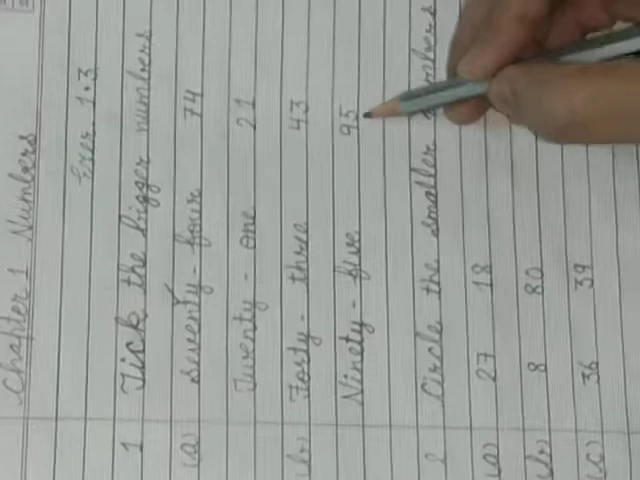 Chapter 1 Numbers
Exer 1.3
1 Tick the bigger numbers
(a) seventy-four 74
Twenty-one 21
(b) Forty-three 43
Ninety-five 95
2 Circle the smaller
(a) 27 18
(b) 8 80
(c) 36 39